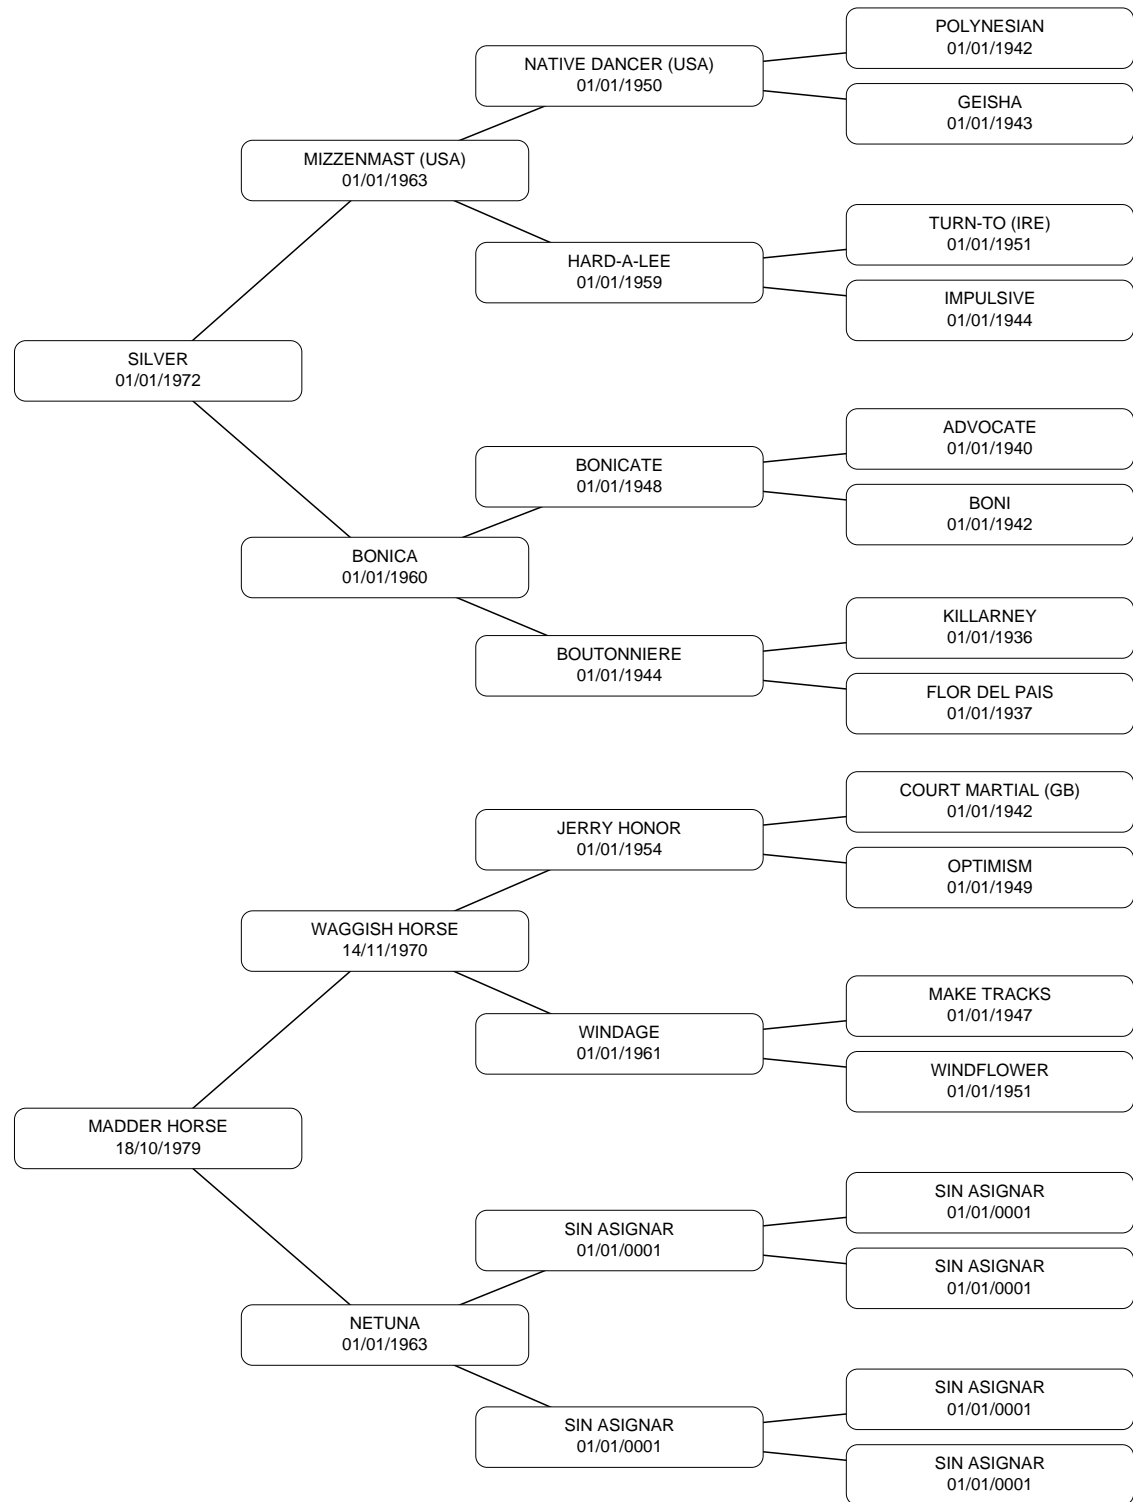 POLYNESIAN
01/01/1942
NATIVE DANCER (USA)
01/01/1950
GEISHA
01/01/1943
MIZZENMAST (USA)
01/01/1963
TURN-TO (IRE)
01/01/1951
HARD-A-LEE
01/01/1959
IMPULSIVE
01/01/1944
SILVER
01/01/1972
ADVOCATE
01/01/1940
BONICATE
01/01/1948
BONI
01/01/1942
BONICA
01/01/1960
KILLARNEY
01/01/1936
BOUTONNIERE
01/01/1944
FLOR DEL PAIS
01/01/1937
COURT MARTIAL (GB)
01/01/1942
JERRY HONOR
01/01/1954
OPTIMISM
01/01/1949
WAGGISH HORSE
14/11/1970
MAKE TRACKS
01/01/1947
WINDAGE
01/01/1961
WINDFLOWER
01/01/1951
MADDER HORSE
18/10/1979
SIN ASIGNAR
01/01/0001
SIN ASIGNAR
01/01/0001
SIN ASIGNAR
01/01/0001
NETUNA
01/01/1963
SIN ASIGNAR
01/01/0001
SIN ASIGNAR
01/01/0001
SIN ASIGNAR
01/01/0001